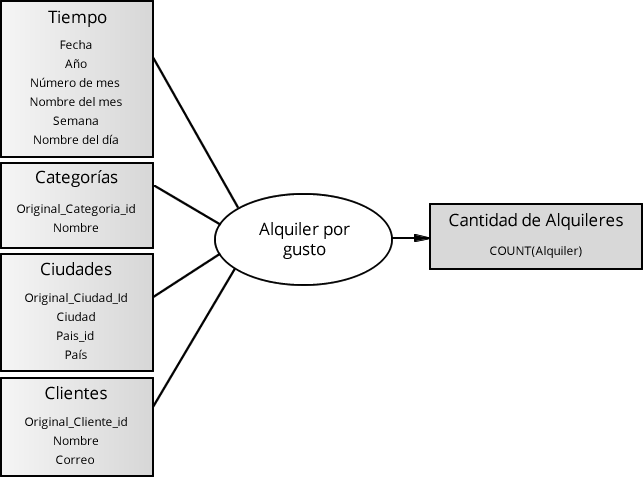 Tiempo
Fecha
Año
Número de mes
Nombre del mes
Semana
Nombre del día
Categorías
Original_Categoria_id
Nombre
Ciudades
Original_Ciudad_Id
Ciudad
Pais_id
País
Clientes
Original_Cliente_id
Nombre
Correo
Alquiler por
gusto
Cantidad de Alquileres
COUNT(Alquiler)